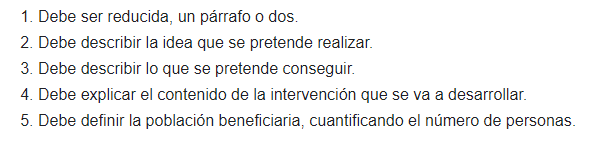 1. Debe ser reducida, un párrafo o dos.
2. Debe describir la idea que se pretende realizar.
3. Debe describir lo que se pretende conseguir.
4. Debe explicar el contenido de la intervención que se va a desarrollar.
5. Debe definir la población beneficiaria, cuantificando el número de personas.